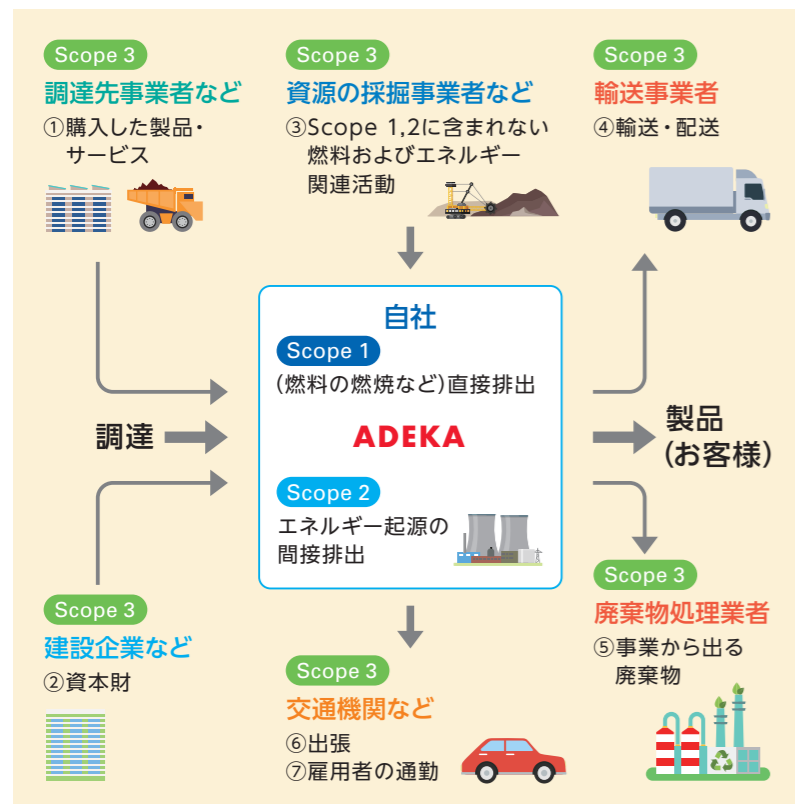 Scope 3
調達先事業者など
①購入した製品・
サービス
Scope 3
資源の採掘事業者など
③Scope 1,2に含まれない
燃料およびエネルギー
関連活動
Scope 3
輸送事業者
④輸送・配送
自社
Scope 1
(燃料の燃焼など)直接排出
調達
ADEKA
製品
(お客様)
Scope 2
エネルギー起源の
間接排出
Scope 3
建設企業など
②資本財
Scope 3
交通機関など
⑥出張
⑦雇用者の通勤
Scope 3
廃棄物処理業者
⑤事業から出る
廃棄物